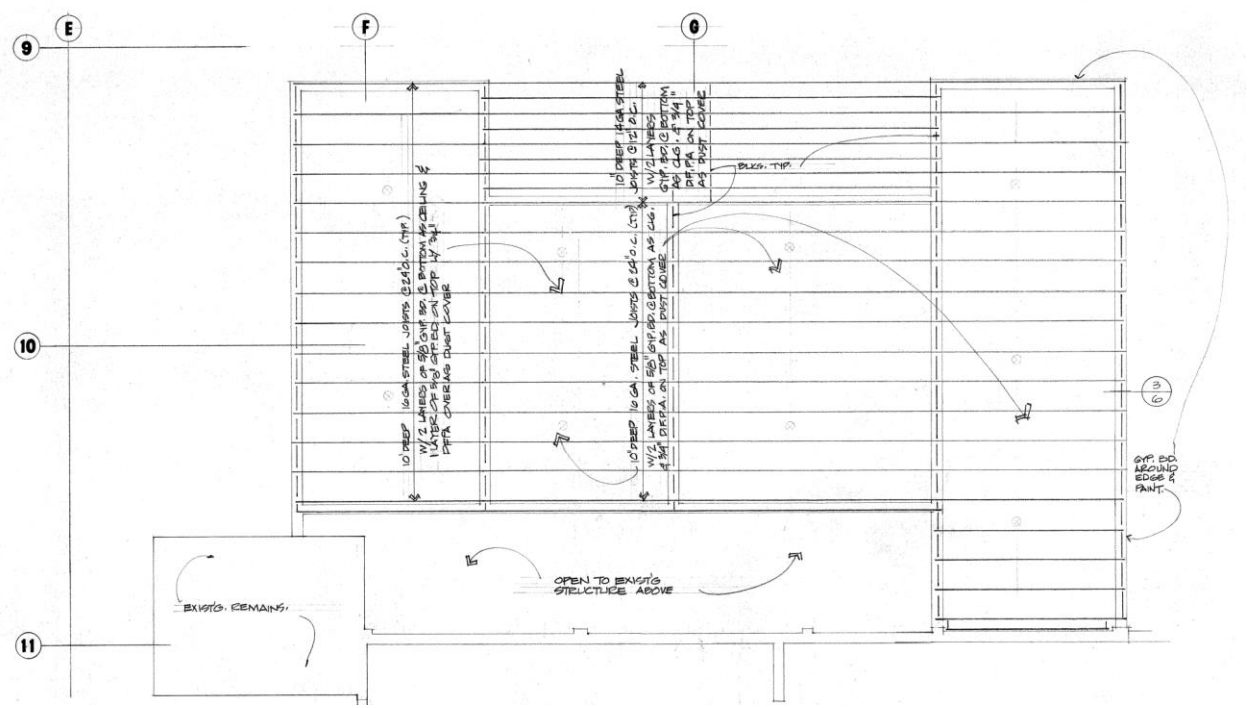 E
F
G
9
10
11
10" DEEP 14 GA STEEL
JOISTS @ 12" O.C.
W/ 2 LAYERS
GYP. BD. @ BOTTOM
AS CLG. & 3/4"
D.F.P.A ON TOP
AS DUST COVER
BLKG. TYP.
10" DEEP 16 GA. STEEL JOISTS @ 24" O.C. (TYP.)
W/ 2 LAYERS OF 5/8" GYP. BD. @ BOTTOM AS CEILING &
1 LAYER OF 5/8" GYP. BD. ON TOP W/ 3/4"
DFPA OVER AS DUST COVER
10" DEEP 16 GA. STEEL JOISTS @ 24" O.C. (TYP)
W/ 2 LAYERS OF 5/8" GYP. BD. @ BOTTOM AS CLG.
& 3/4" D.F.P.A. ON TOP AS DUST COVER
3
6
GYP. BD.
AROUND
EDGE &
PAINT.
OPEN TO EXIST'G
STRUCTURE ABOVE
EXIST'G. REMAINS.